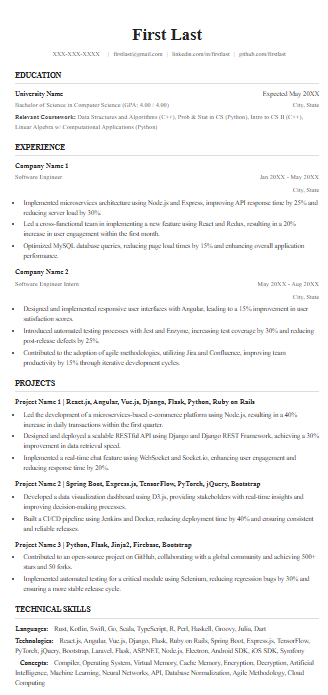 First Last
XXX-XXX-XXXX | firstlast@gmail.com | linkedin.com/in/firstlast | github.com/firstlast
EDUCATION
University Name Expected May 20XX
Bachelor of Science in Computer Science (GPA: 4.00 / 4.00) City, State
Relevant Coursework: Data Structures and Algorithms (C++), Prob & Stat in CS (Python), Intro to CS II (C++),
Linear Algebra w/ Computational Applications (Python)
EXPERIENCE
Company Name 1
Software Engineer Jan 20XX - May 20XX
City, State
• Implemented microservices architecture using Node.js and Express, improving API response time by 25% and
reducing server load by 30%.
• Led a cross-functional team in implementing a new feature using React and Redux, resulting in a 20%
increase in user engagement within the first month.
• Optimized MySQL database queries, reducing page load times by 15% and enhancing overall application
performance.
Company Name 2
Software Engineer Intern May 20XX - Aug 20XX
City, State
• Designed and implemented responsive user interfaces with Angular, leading to a 15% improvement in user
satisfaction scores.
• Introduced automated testing processes with Jest and Enzyme, increasing test coverage by 30% and reducing
post-release defects by 25%.
• Contributed to the adoption of agile methodologies, utilizing Jira and Confluence, improving team
productivity by 15% through iterative development cycles.
PROJECTS
Project Name 1 | React.js, Angular, Vue.js, Django, Flask, Python, Ruby on Rails
• Led the development of a microservices-based e-commerce platform using Node.js, resulting in a 40%
increase in daily transactions within the first quarter.
• Designed and deployed a scalable RESTful API using Django and Django REST Framework, achieving a 30%
improvement in data retrieval speed.
• Implemented a real-time chat feature using WebSocket and Socket.io, enhancing user engagement and
reducing response time by 20%.
Project Name 2 | Spring Boot, Express.js, TensorFlow, PyTorch, jQuery, Bootstrap
• Developed a data visualization dashboard using D3.js, providing stakeholders with real-time insights and
improving decision-making processes.
• Built a CI/CD pipeline using Jenkins and Docker, reducing deployment time by 40% and ensuring consistent
and reliable releases.
Project Name 3 | Python, Flask, Jinja2, Firebase, Bootstrap
• Contributed to an open-source project on GitHub, collaborating with a global community and achieving 500+
stars and 50 forks.
• Implemented automated testing for a critical module using Selenium, reducing regression bugs by 30% and
ensuring a more stable release cycle.
TECHNICAL SKILLS
Languages: Rust, Kotlin, Swift, Go, Scala, TypeScript, R, Perl, Haskell, Groovy, Julia, Dart
Technologies: React.js, Angular, Vue.js, Django, Flask, Ruby on Rails, Spring Boot, Express.js, TensorFlow,
PyTorch, jQuery, Bootstrap, Laravel, Flask, ASP.NET, Node.js, Electron, Android SDK, iOS SDK, Symfony
Concepts: Compiler, Operating System, Virtual Memory, Cache Memory, Encryption, Decryption, Artificial
Intelligence, Machine Learning, Neural Networks, API, Database Normalization, Agile Methodology, Cloud
Computing